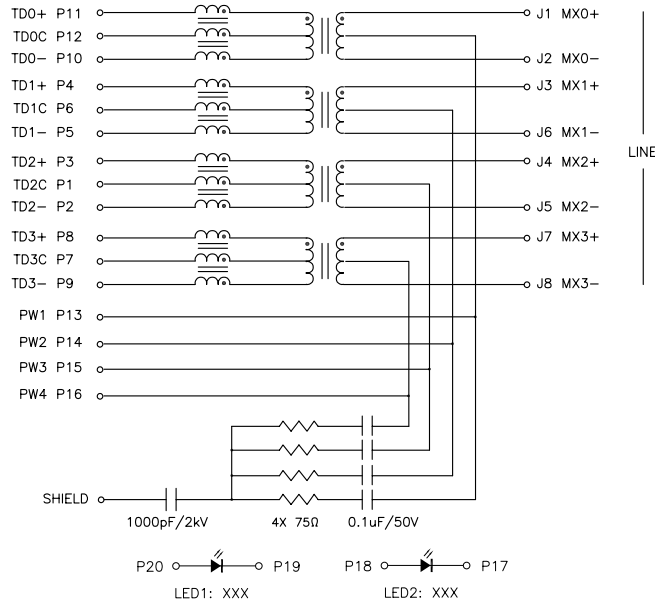 TD0+ P11 J1 MX0+
TD0C P12
TD0- P10 J2 MX0-
TD1+ P4 J3 MX1+
TD1C P6
TD1- P5 J6 MX1-
LINE
TD2+ P3 J4 MX2+
TD2C P1
TD2- P2 J5 MX2-
TD3+ P8 J7 MX3+
TD3C P7
TD3- P9 J8 MX3-
PW1 P13
PW2 P14
PW3 P15
PW4 P16
SHIELD
1000pF/2kV 4X 75Ω 0.1uF/50V
P20 P19 P18 P17
LED1: XXX LED2: XXX